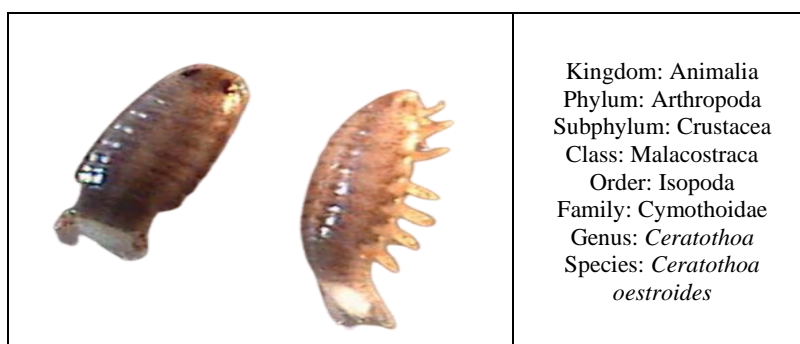 Kingdom: Animalia
Phylum: Arthropoda
Subphylum: Crustacea
Class: Malacostraca
Order: Isopoda
Family: Cymothoidae
Genus: Ceratothoa
Species: Ceratothoa
oestroides